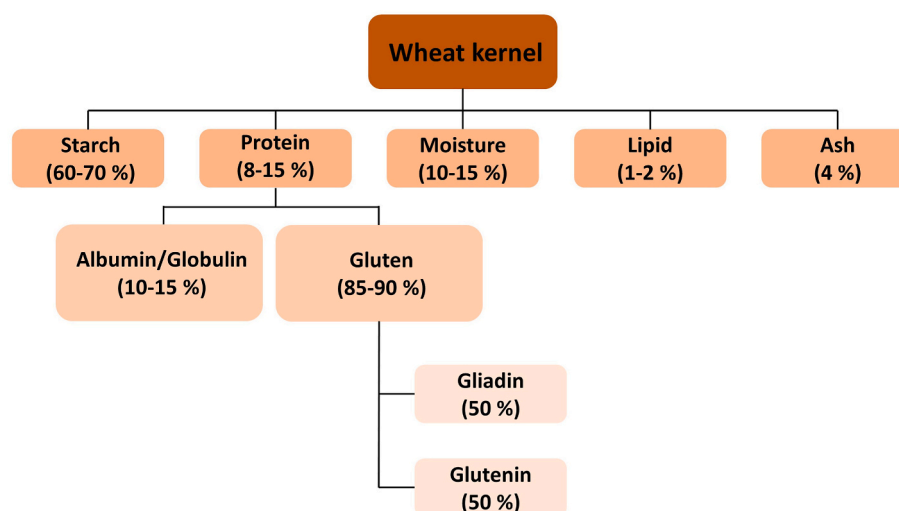 Wheat kernel
Starch
(60-70 %)
Protein
(8-15 %)
Moisture
(10-15 %)
Lipid
(1-2 %)
Ash
(4 %)
Albumin/Globulin
(10-15 %)
Gluten
(85-90 %)
Gliadin
(50 %)
Glutenin
(50 %)